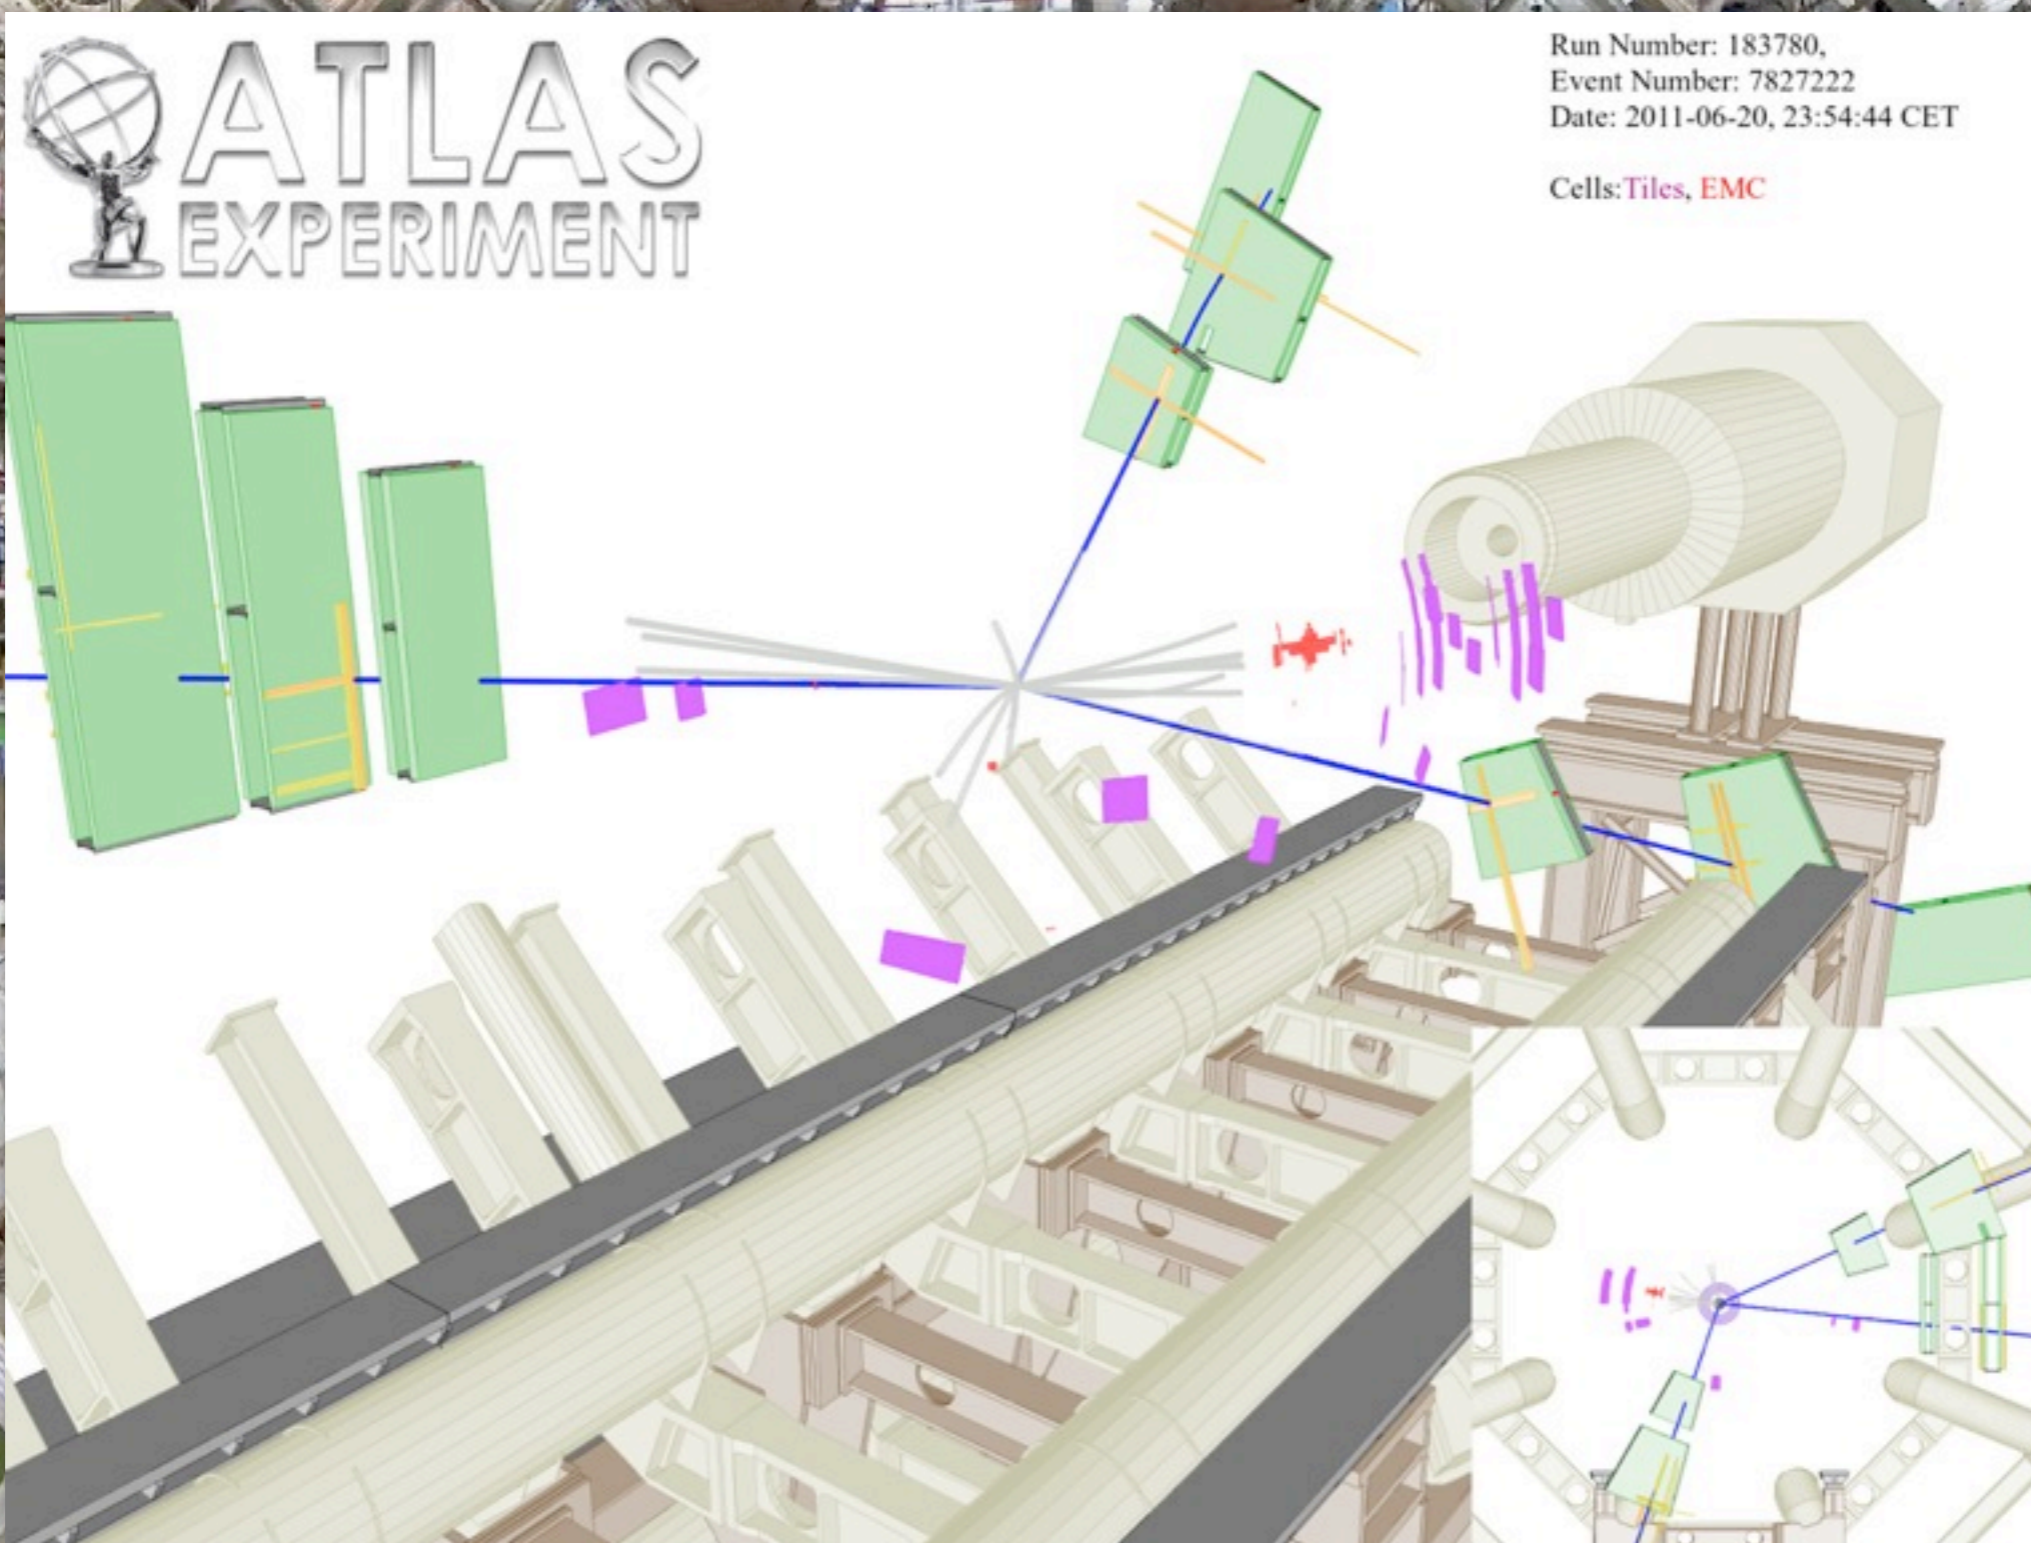 ATLAS
EXPERIMENT
Run Number: 183780,
Event Number: 7827222
Date: 2011-06-20, 23:54:44 CET
Cells:Tiles, EMC